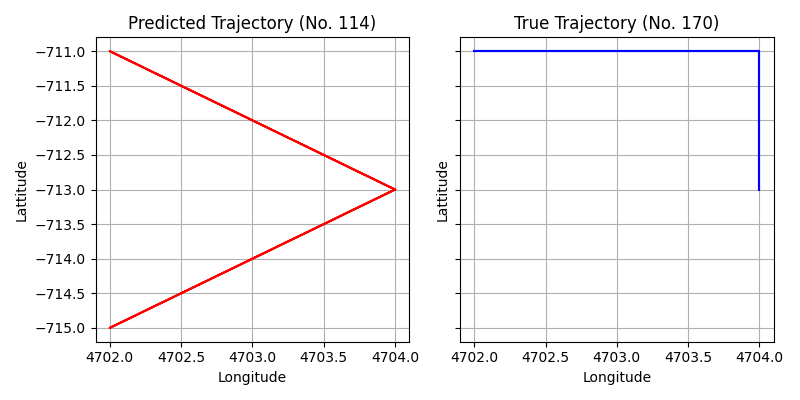 Predicted Trajectory (No. 114)
−711.0
−711.5
−712.0
−712.5
−713.0
−713.5
−714.0
−714.5
−715.0
Lattitude
4702.0 4702.5 4703.0 4703.5 4704.0
Longitude
True Trajectory (No. 170)
Lattitude
4702.0 4702.5 4703.0 4703.5 4704.0
Longitude